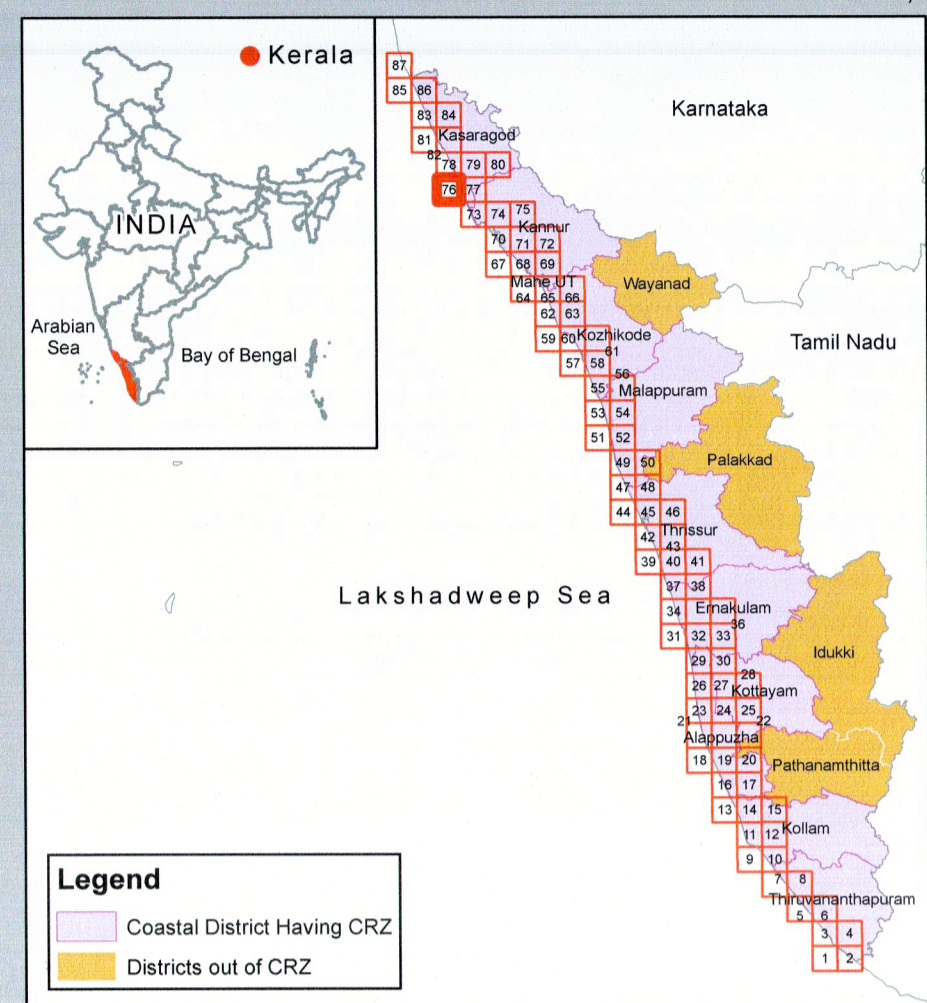 Kerala
INDIA
Arabian
Sea
Bay of Bengal
Karnataka
87
85 86
83 84
81 Kasaragod
82
78 79 80
76 77
73 74 75
Kannur
70 71 72
67 68 69
Mahe UT
64 65 66
Wayanad
62 63
59 60 Kozhikode
61
Tamil Nadu
57 58
56
55 Malappuram
53 54
51 52
49 50 Palakkad
47 48
44 45 46
42 Thrissur
43
39 40 41
37 38
Lakshadweep Sea
34 Ernakulam
36
31 32 33
29 30
Idukki
28
26 27 Kottayam
23 24 25
21 22
Alappuzha
18 19 20 Pathanamthitta
16 17
13 14 15
11 12 Kollam
9 10
7 8
Thiruvananthapuram
5 6
3 4
1 2
Legend
Coastal District Having CRZ
Districts out of CRZ